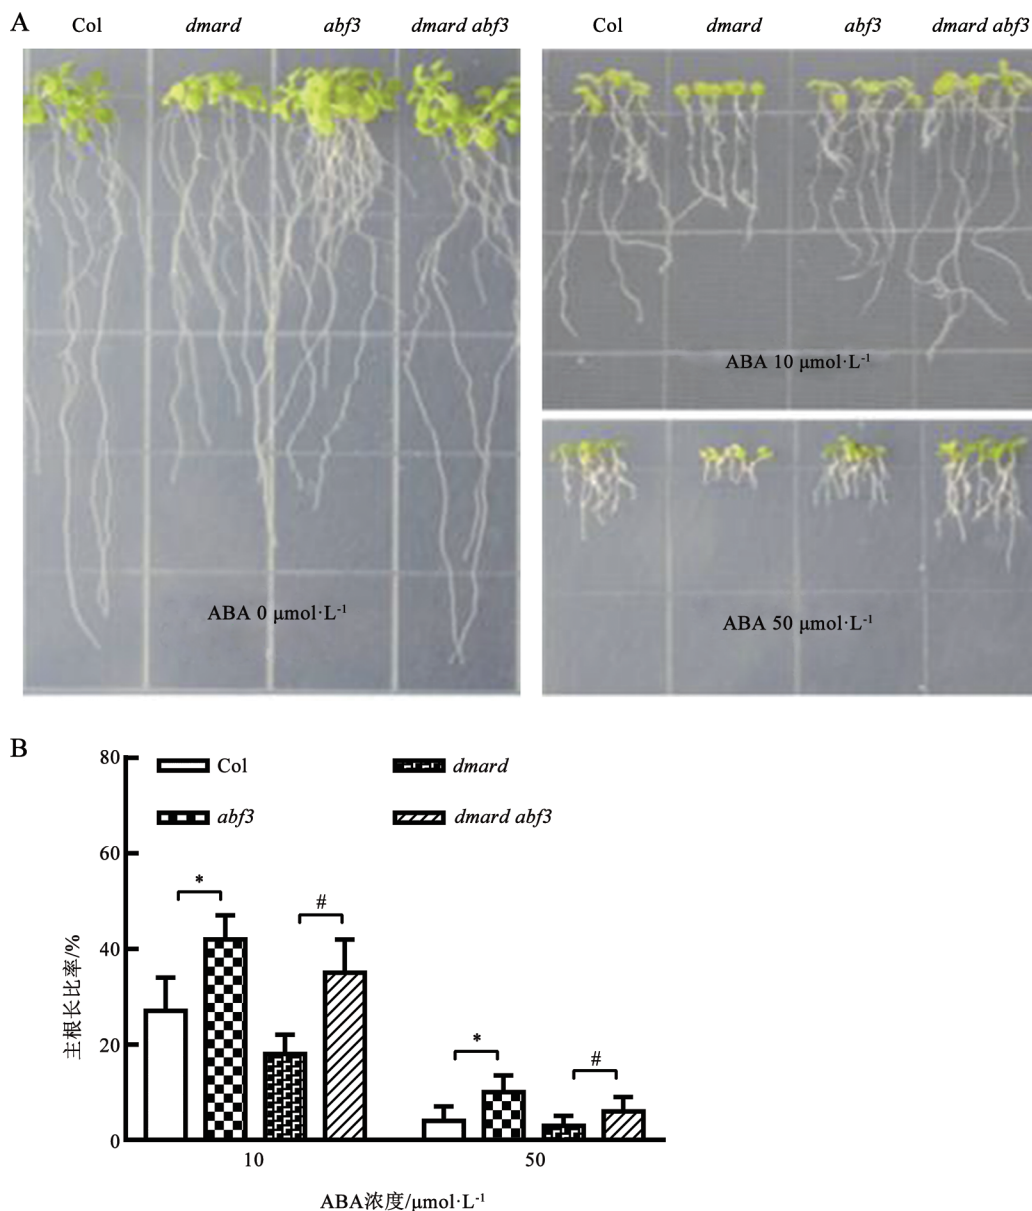 A
Col dmard abf3 dmard abf3
Col dmard abf3 dmard abf3
ABA 0 μmol·L⁻¹
ABA 10 μmol·L⁻¹
ABA 50 μmol·L⁻¹
B
80
60
40
20
0
主根长比率/%
Col
dmard
abf3
dmard abf3
*
#
*
#
10
50
ABA浓度/μmol·L⁻¹